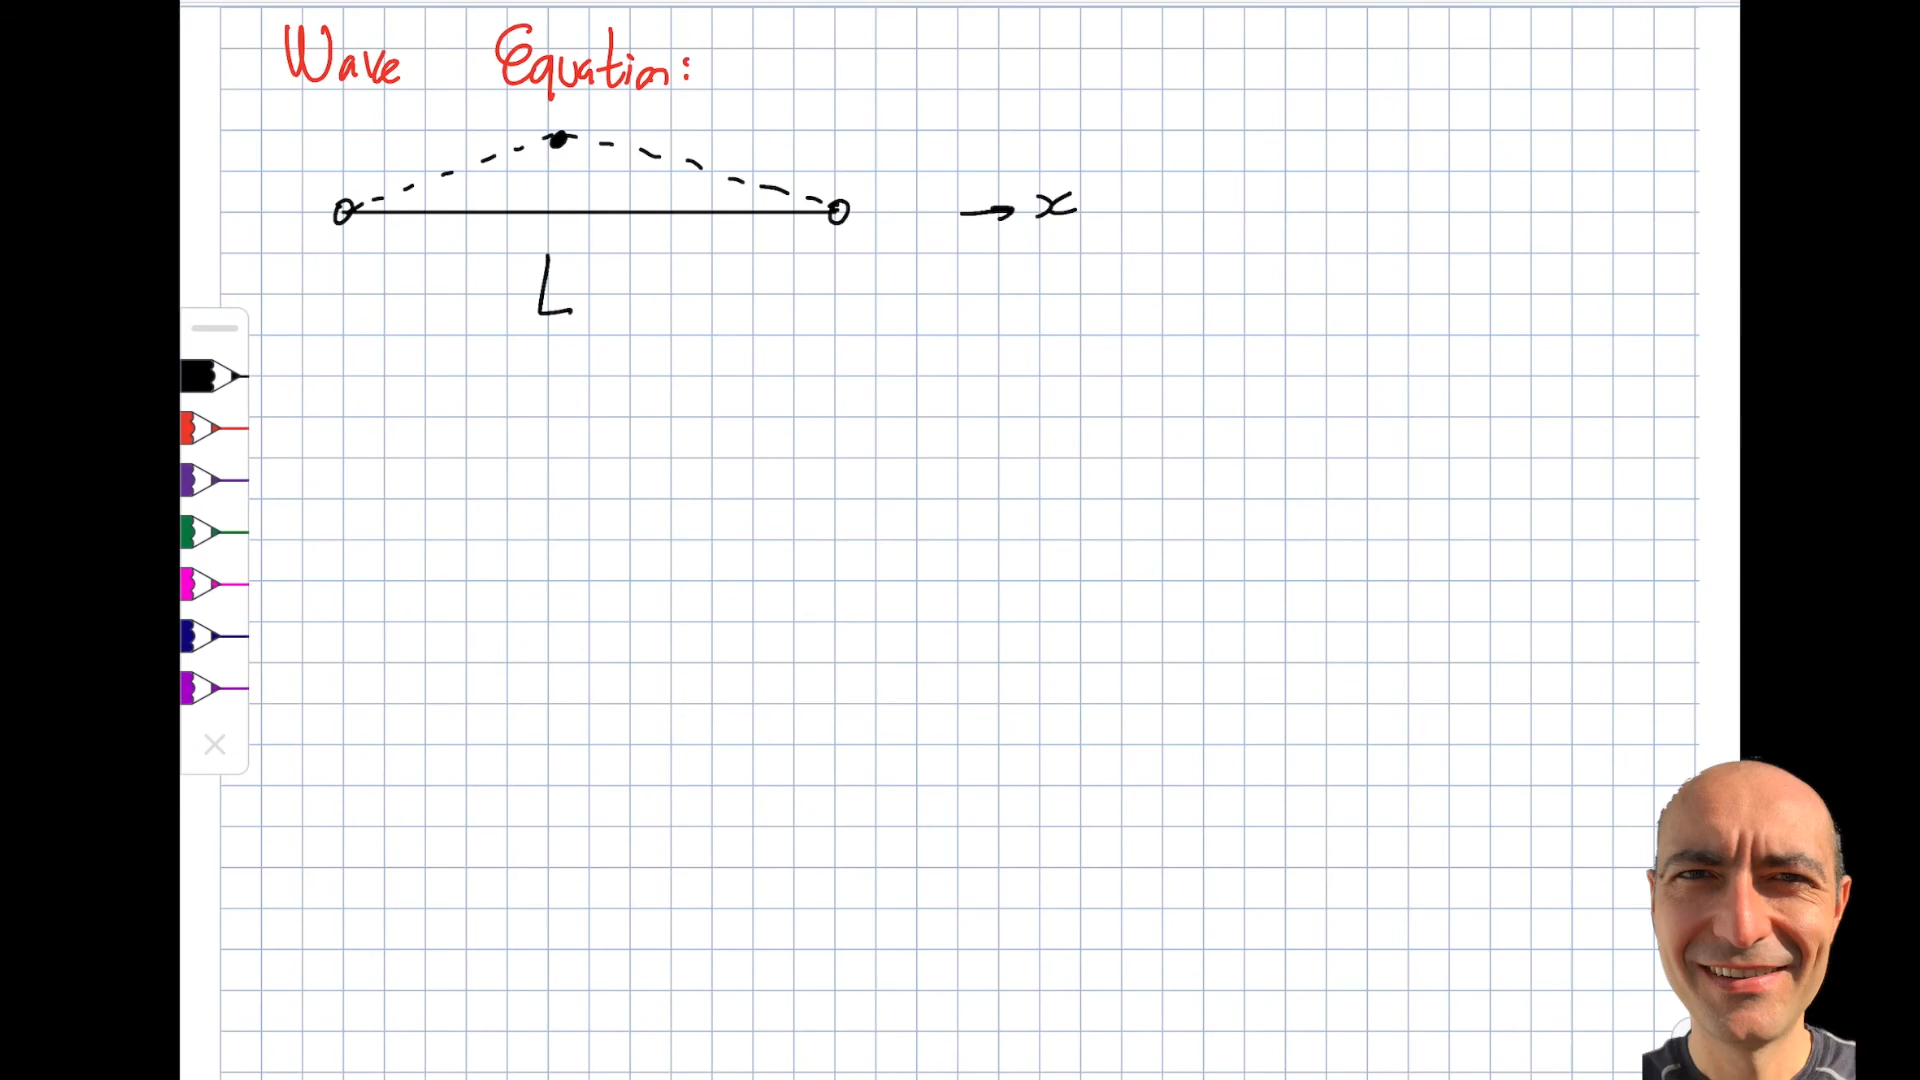 Wave Equation:
→ x
L